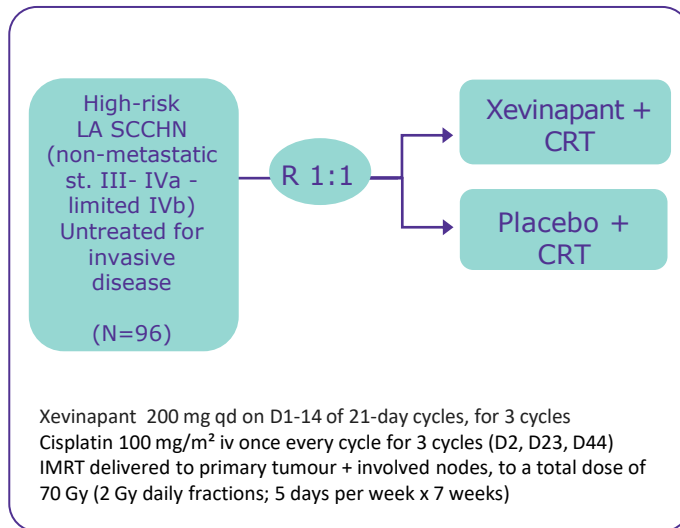 High-risk
LA SCCHN
(non-metastatic
st. III- IVa -
limited IVb)
Untreated for
invasive
disease
(N=96)
R 1:1
Xevinapant +
CRT
Placebo +
CRT
Xevinapant 200 mg qd on D1-14 of 21-day cycles, for 3 cycles
Cisplatin 100 mg/m² iv once every cycle for 3 cycles (D2, D23, D44)
IMRT delivered to primary tumour + involved nodes, to a total dose of
70 Gy (2 Gy daily fractions; 5 days per week x 7 weeks)